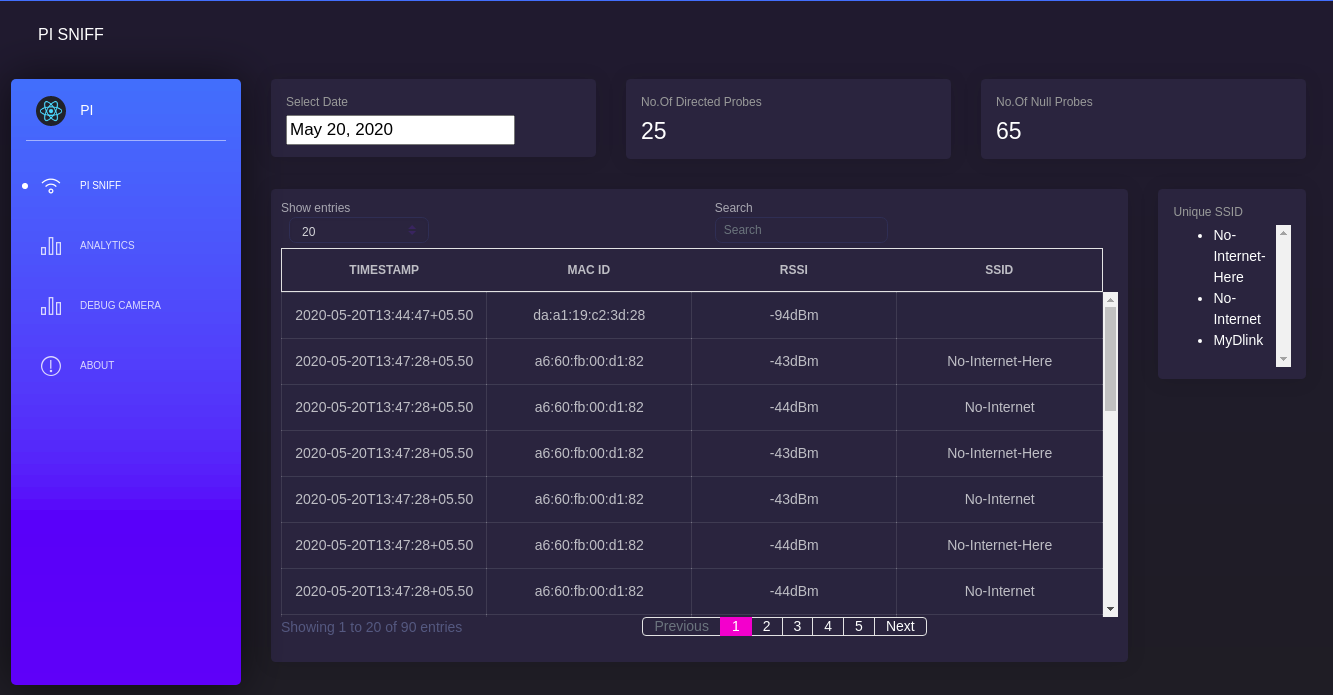 PI SNIFF
PI
PI SNIFF
ANALYTICS
DEBUG CAMERA
ABOUT
Select Date
May 20, 2020
No.Of Directed Probes
25
No.Of Null Probes
65
Show entries
20
Search
Search
TIMESTAMP MAC ID RSSI SSID
2020-05-20T13:44:47+05.50 da:a1:19:c2:3d:28 -94dBm
2020-05-20T13:47:28+05.50 a6:60:fb:00:d1:82 -43dBm No-Internet-Here
2020-05-20T13:47:28+05.50 a6:60:fb:00:d1:82 -44dBm No-Internet
2020-05-20T13:47:28+05.50 a6:60:fb:00:d1:82 -43dBm No-Internet-Here
2020-05-20T13:47:28+05.50 a6:60:fb:00:d1:82 -43dBm No-Internet
2020-05-20T13:47:28+05.50 a6:60:fb:00:d1:82 -44dBm No-Internet-Here
2020-05-20T13:47:28+05.50 a6:60:fb:00:d1:82 -44dBm No-Internet
Showing 1 to 20 of 90 entries
Previous 1 2 3 4 5 Next
Unique SSID
No-
Internet-
Here
No-
Internet
MyDlink